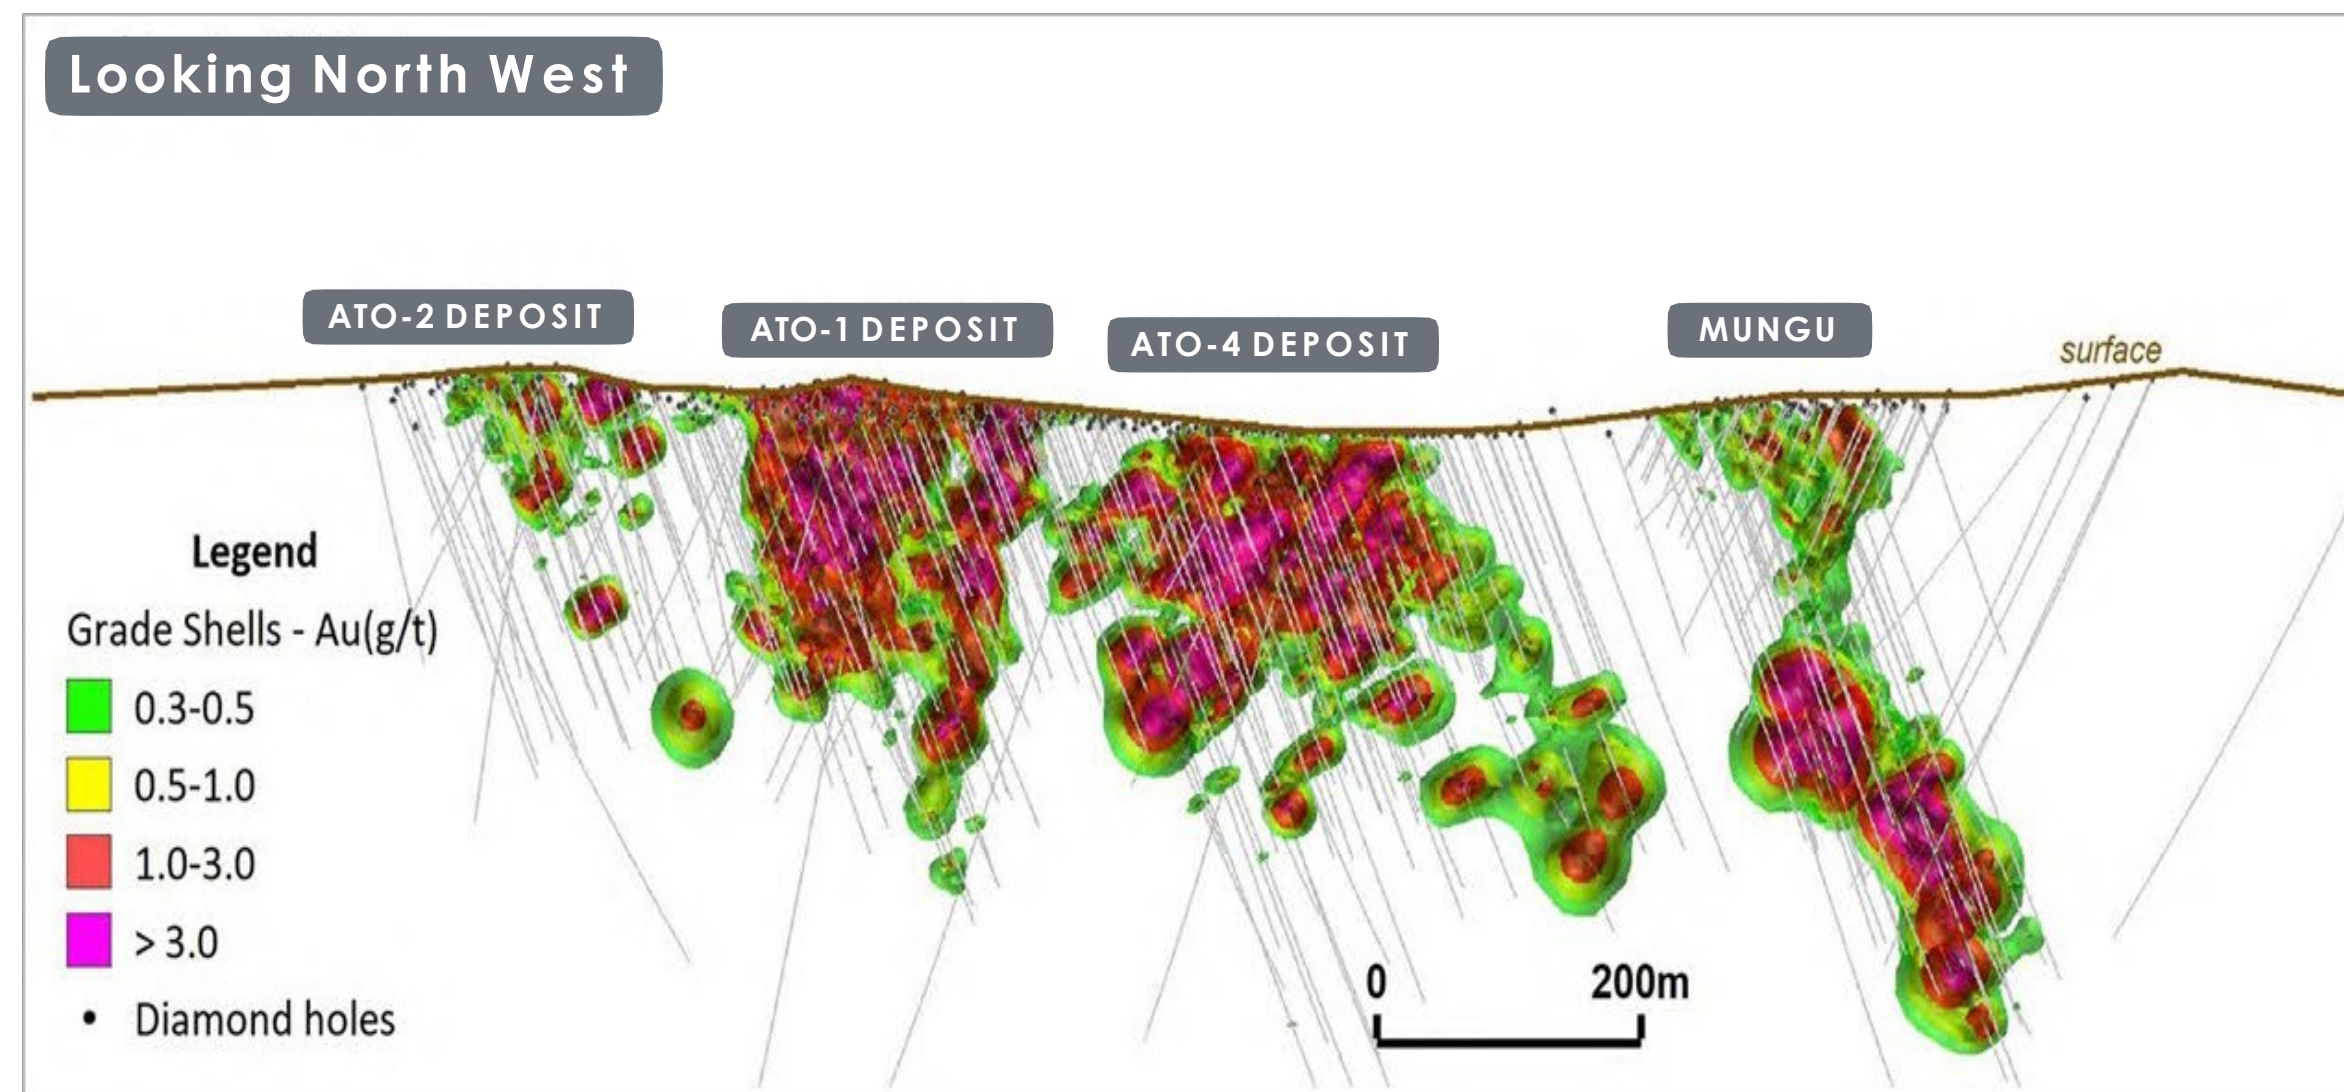 Looking North West
ATO-2 DEPOSIT
ATO-1 DEPOSIT
ATO-4 DEPOSIT
MUNGU
surface
Legend
Grade Shells - Au(g/t)
0.3-0.5
0.5-1.0
1.0-3.0
> 3.0
Diamond holes
0 200m